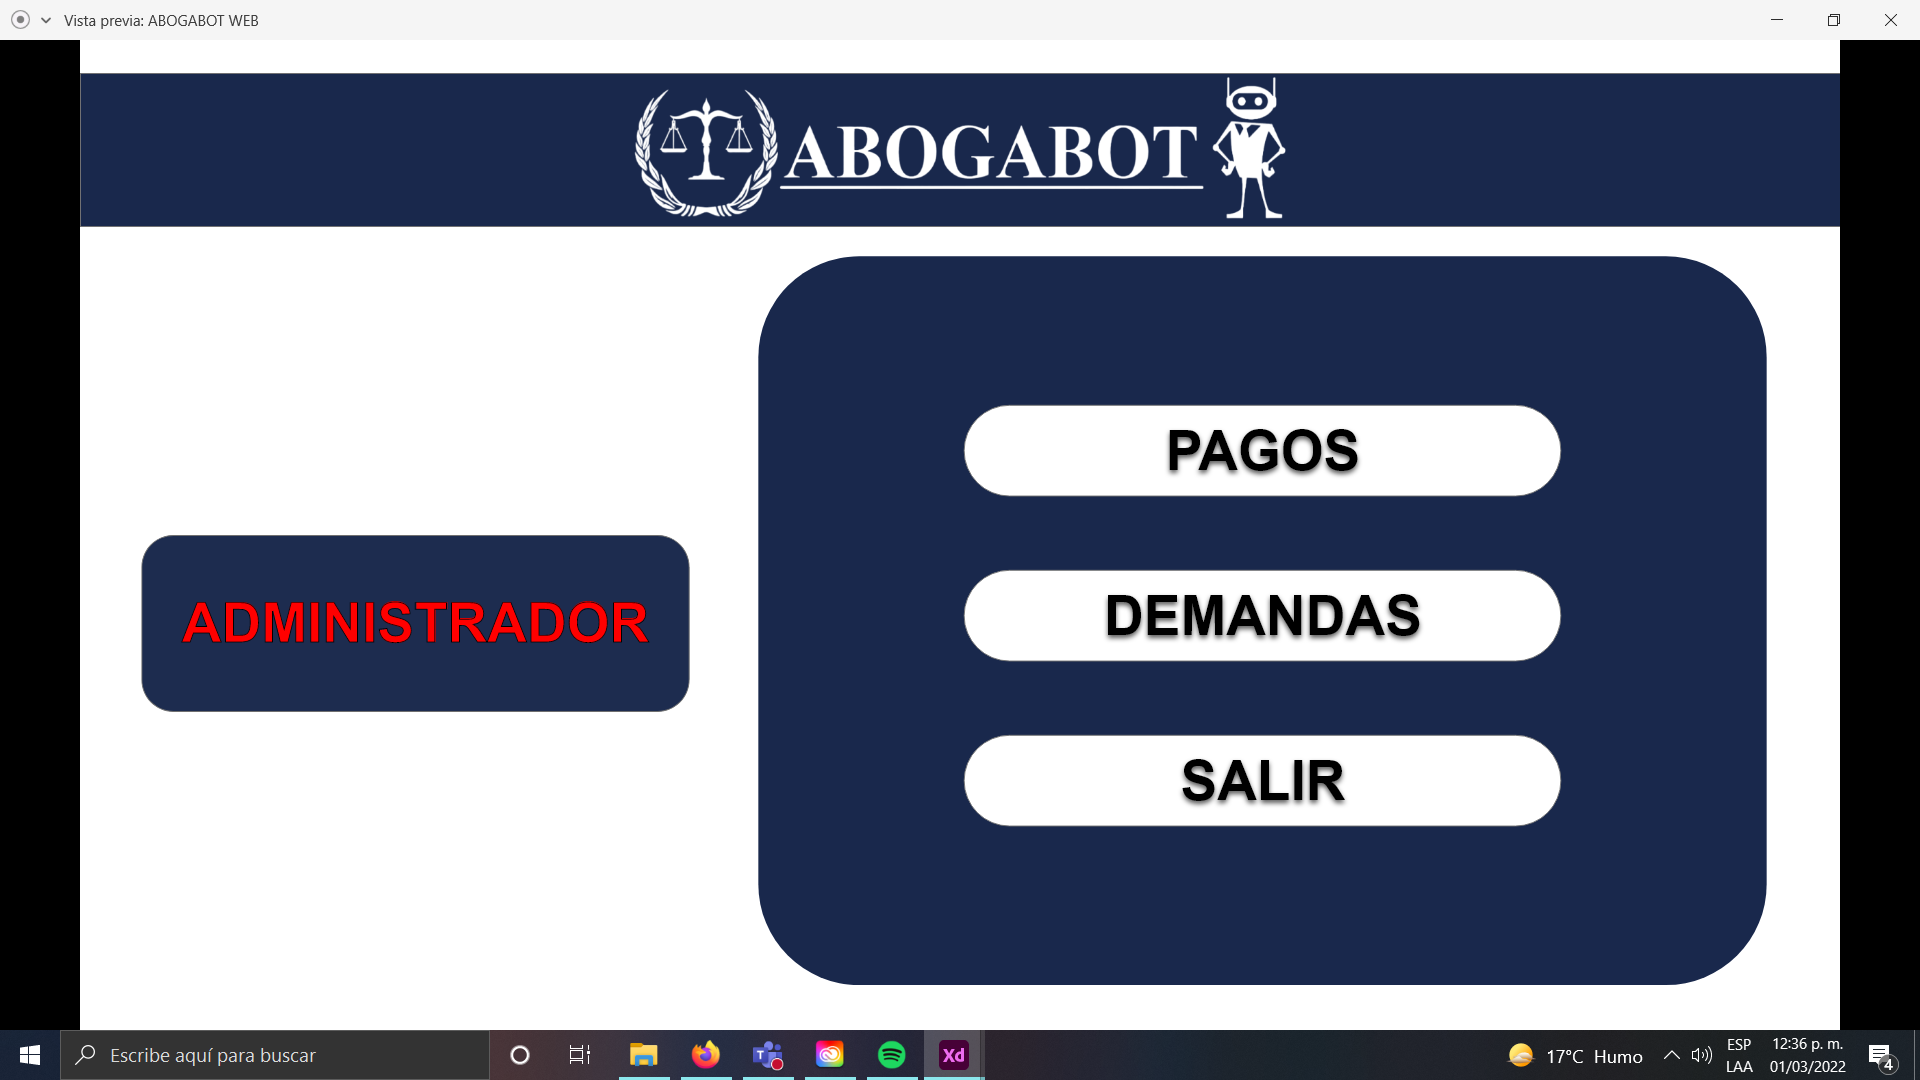 Vista previa: ABOGABOT WEB
ABOGABOT
PAGOS
DEMANDAS
SALIR
ADMINISTRADOR
Escribe aquí para buscar
Xd
17°C Humo
ESP
LAA
12:36 p. m.
01/03/2022
4